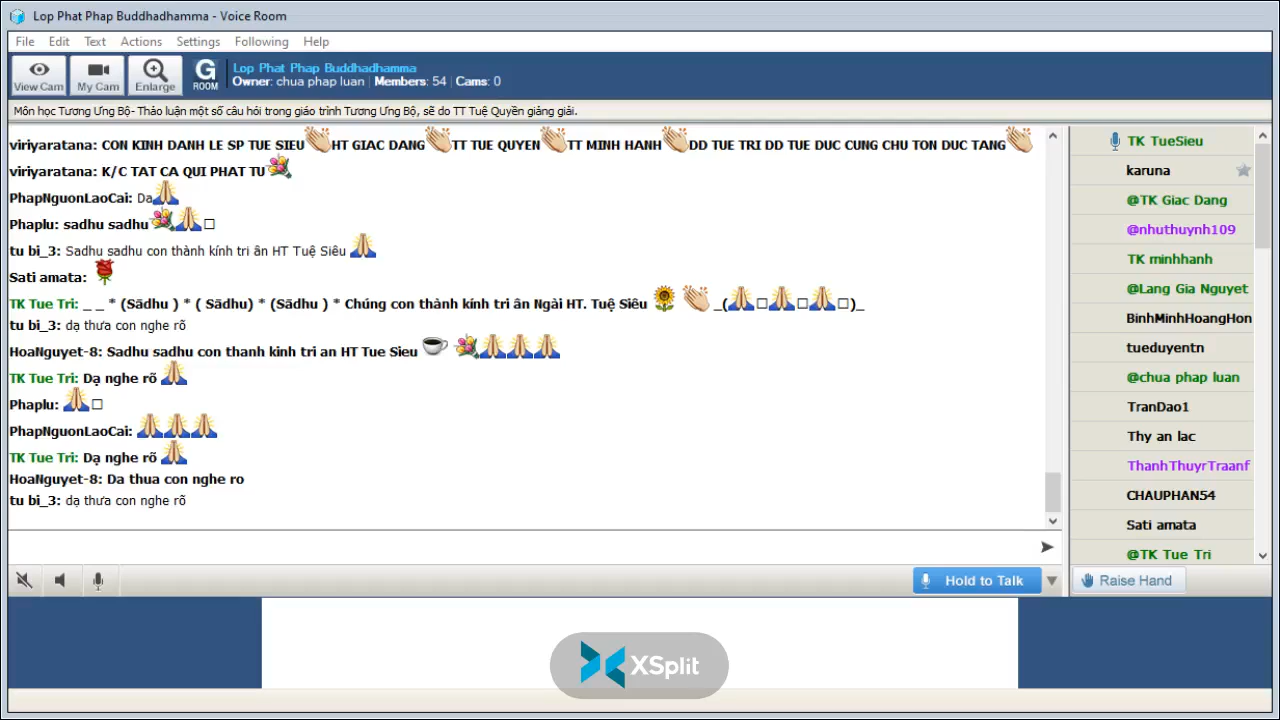 Lop Phat Phap Buddhadhamma - Voice Room
File Edit Text Actions Settings Following Help
View Cam My Cam Enlarge G ROOM
Lop Phat Phap Buddhadhamma
Owner: chua phap luan | Members: 54 | Cams: 0
Môn học Tương Ưng Bộ- Thảo luận một số câu hỏi trong giáo trình Tương Ưng Bộ, sẽ do TT Tuệ Quyền giảng giải.
viriyaratana: CON KINH DANH LE SP TUE SIEU HT GIAC DANG TT TUE QUYEN TT MINH HANH DD TUE TRI DD TUE DUC CUNG CHU TON DUC TANG
viriyaratana: K/C TAT CA QUI PHAT TU
PhapNguonLaoCai: Da
Phaplu: sadhu sadhu
tu bi_3: Sadhu sadhu con thành kính tri ân HT Tuệ Siêu
Sati amata:
TK Tue Tri: _ _ * (Sādhu ) * ( Sādhu) * (Sādhu ) * Chúng con thành kính tri ân Ngài HT. Tuệ Siêu _( )_
tu bi_3: dạ thưa con nghe rõ
HoaNguyet-8: Sadhu sadhu con thanh kinh tri an HT Tue Sieu
TK Tue Tri: Dạ nghe rõ
Phaplu:
PhapNguonLaoCai:
TK Tue Tri: Dạ nghe rõ
HoaNguyet-8: Da thua con nghe ro
tu bi_3: dạ thưa con nghe rõ
TK TueSieu
karuna
@TK Giac Dang
@nhuthuynh109
TK minhhanh
@Lang Gia Nguyet
BinhMinhHoangHon
tueduyentn
@chua phap luan
TranDao1
Thy an lac
ThanhThuyrTraanf
CHAUPHAN54
Sati amata
@TK Tue Tri
Hold to Talk
Raise Hand
XSplit